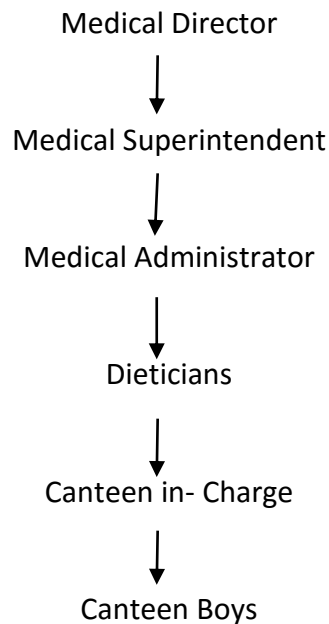 Medical Director
Medical Superintendent
Medical Administrator
Dieticians
Canteen in- Charge
Canteen Boys